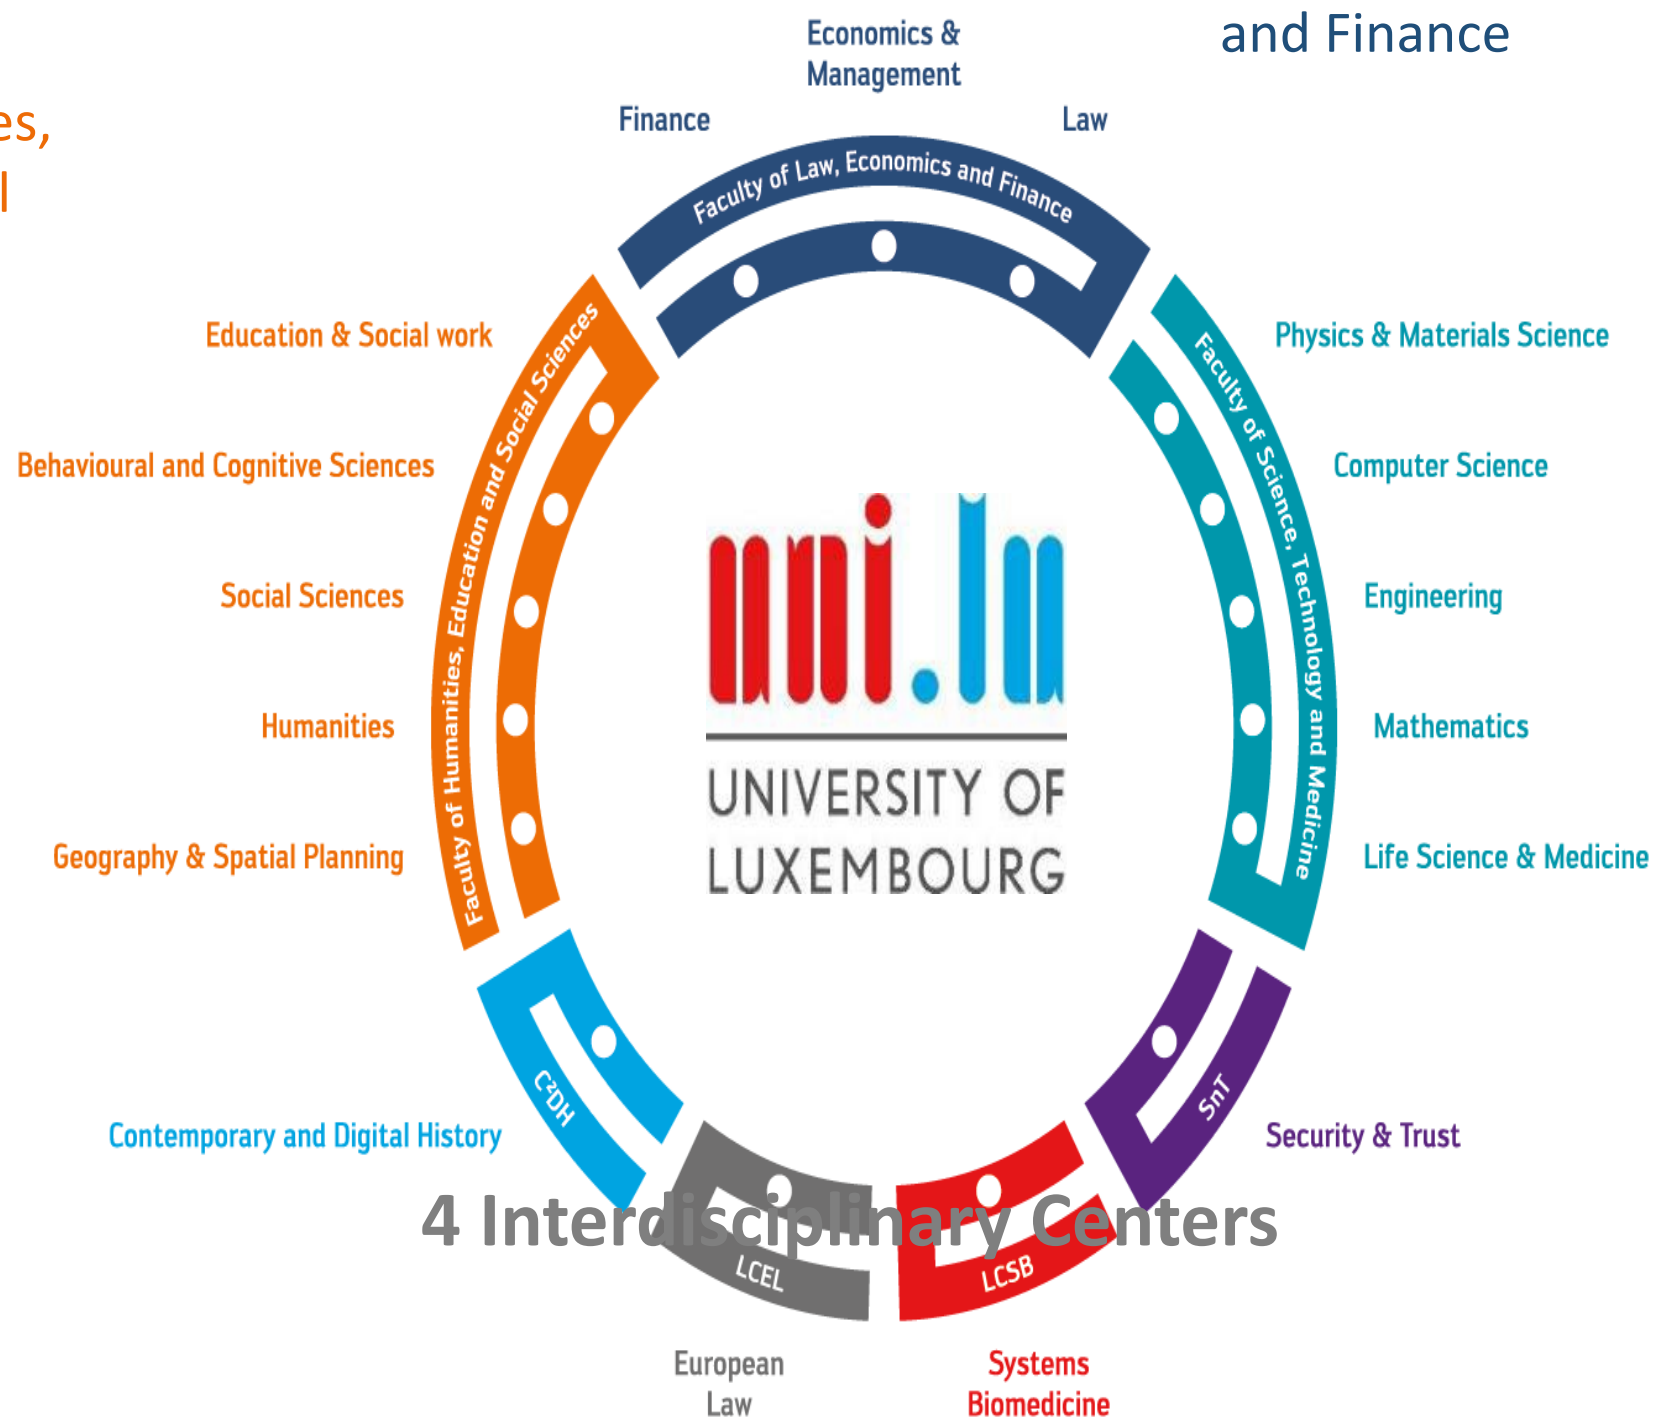 and Finance
Economics &
Management
es,
Finance
Law
l
Faculty of Law, Economics and Finance
Education & Social work
Behavioural and Cognitive Sciences
Social Sciences
Humanities
Geography & Spatial Planning
Faculty of Humanities, Education and Social Sciences
Faculty of Science, Technology and Medicine
Physics & Materials Science
Computer Science
Engineering
Mathematics
Life Science & Medicine
uni.lu
UNIVERSITY OF
LUXEMBOURG
C²DH
Contemporary and Digital History
SnT
Security & Trust
4 Interdisciplinary Centers
LCEL
LCSB
European
Law
Systems
Biomedicine